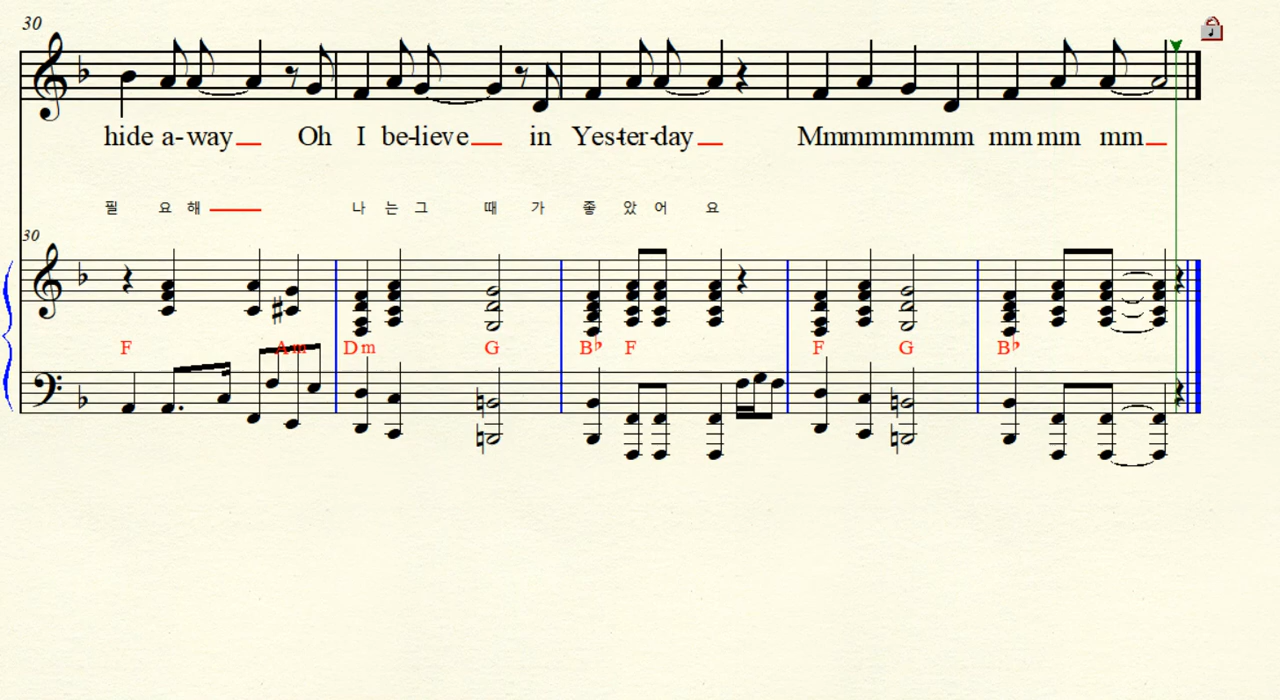 30
hide a-way Oh I be-lieve in Yes-ter-day Mmmmmmmm mm mm mm
필 요 해 나 는 그 때 가 좋 았 어 요
30
F Am Dm G B♭ F F G B♭